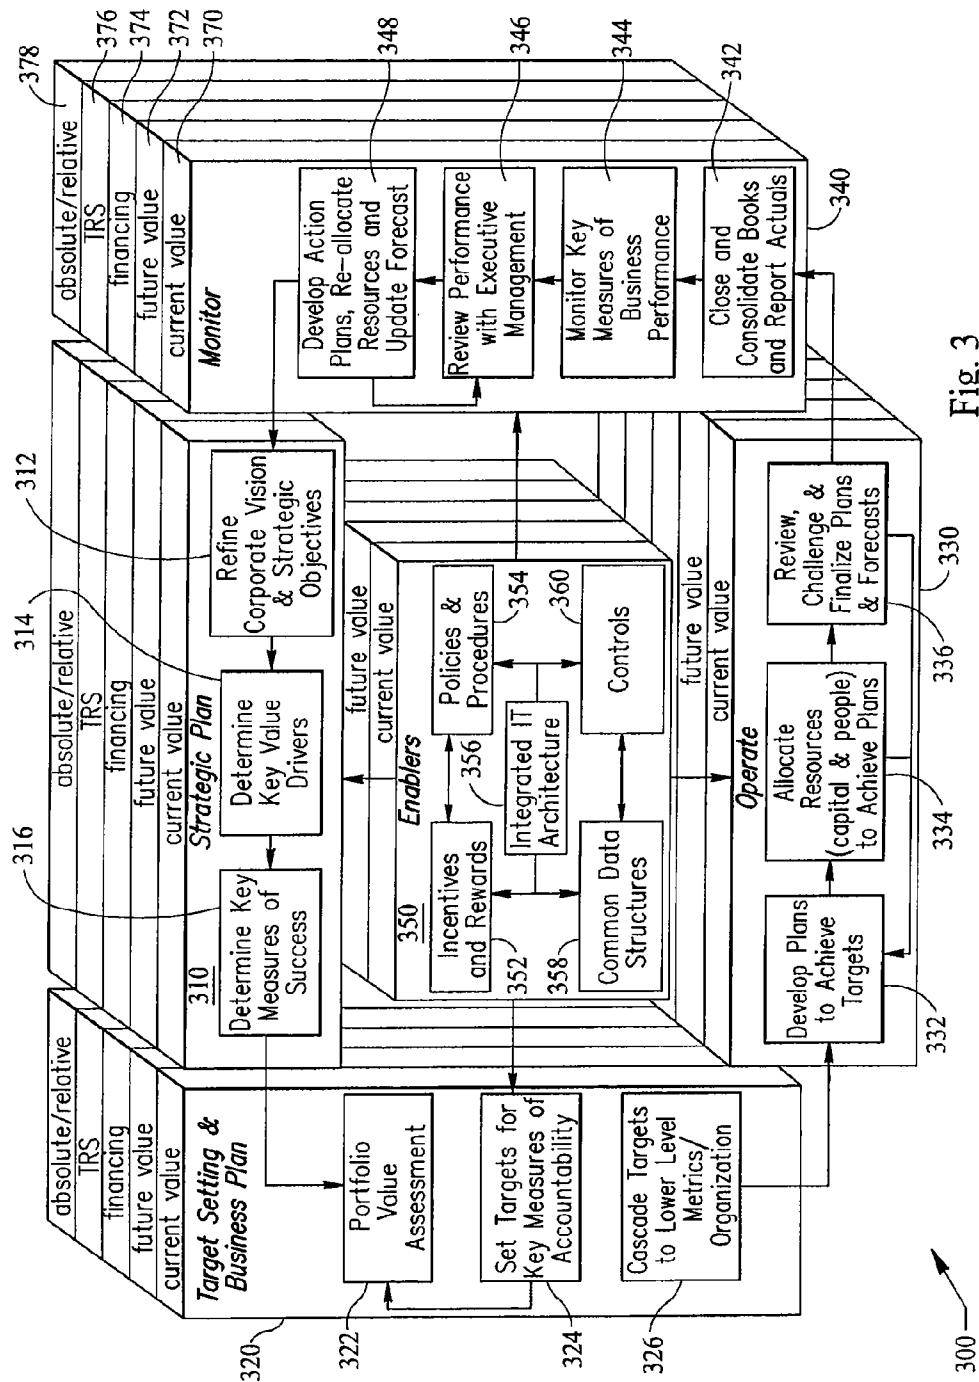 378
376
374
372
370
absolute/relative
TRS
financing
future value
current value
Monitor
348
Develop Action
Plans, Re-allocate
Resources and
Update Forecast
346
Review Performance
with Executive
Management
344
Monitor Key
Measures of
Business
Performance
342
Close and
Consolidate Books
and Report Actuals
340
absolute/relative
TRS
financing
future value
current value
Strategic Plan
310
312
Refine
Corporate Vision
& Strategic
Objectives
314
Determine
Key Value
Drivers
316
Determine Key
Measures of
Success
future value
current value
Enablers
350
Incentives
and Rewards
352
Policies &
Procedures
354
356
Integrated IT
Architecture
Common Data
Structures
358
Controls
360
absolute/relative
TRS
financing
future value
current value
Target Setting &
Business Plan
320
Portfolio
Value
Assessment
322
Set Targets for
Key Measures of
Accountability
324
Cascade Targets
to Lower Level
Metrics/
Organization
326
future value
current value
Operate
330
Develop Plans
to Achieve
Targets
332
Allocate
Resources
(capital & people)
to Achieve Plans
334
Review,
Challenge &
Finalize Plans
& Forecasts
336
300
Fig. 3